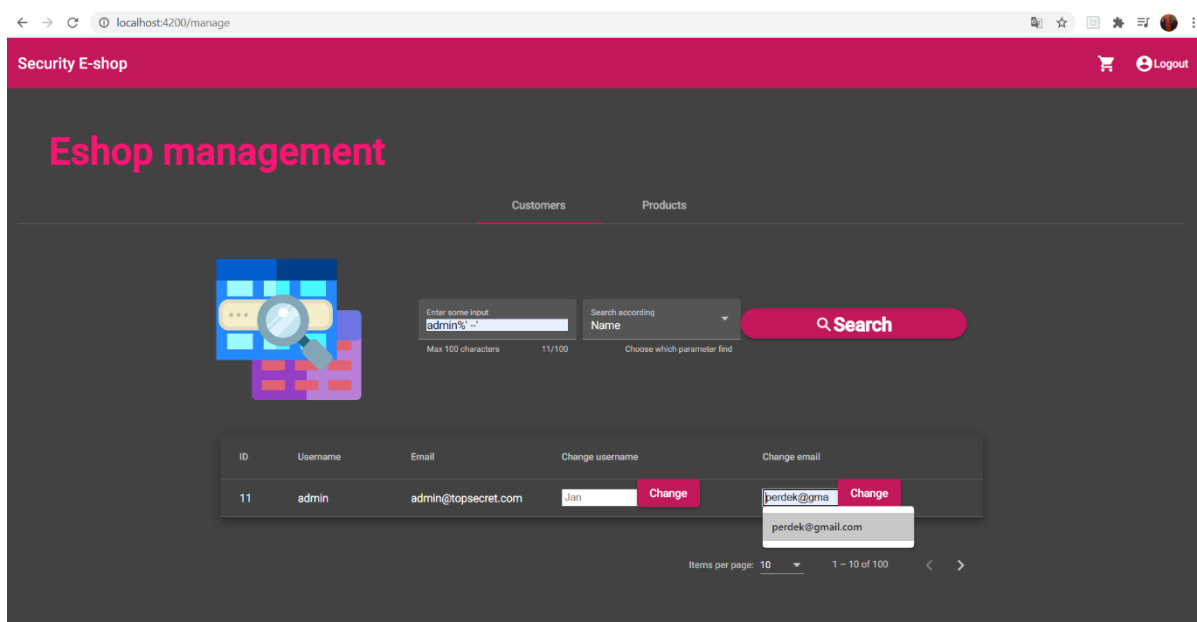 localhost:4200/manage
Security E-shop
Logout
Eshop management
Customers Products
Enter some input
admin%' --'
Search according
Name
Search
Max 100 characters 11/100 Choose which parameter find
ID Username Email Change username Change email
11 admin admin@topsecret.com Jan Change perdek@gma Change
perdek@gmail.com
Items per page: 10 1 – 10 of 100